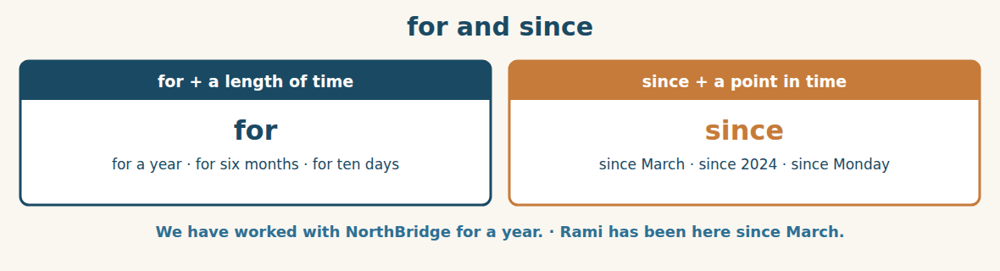 for and since
for + a length of time
for
for a year · for six months · for ten days
since + a point in time
since
since March · since 2024 · since Monday
We have worked with NorthBridge for a year. · Rami has been here since March.